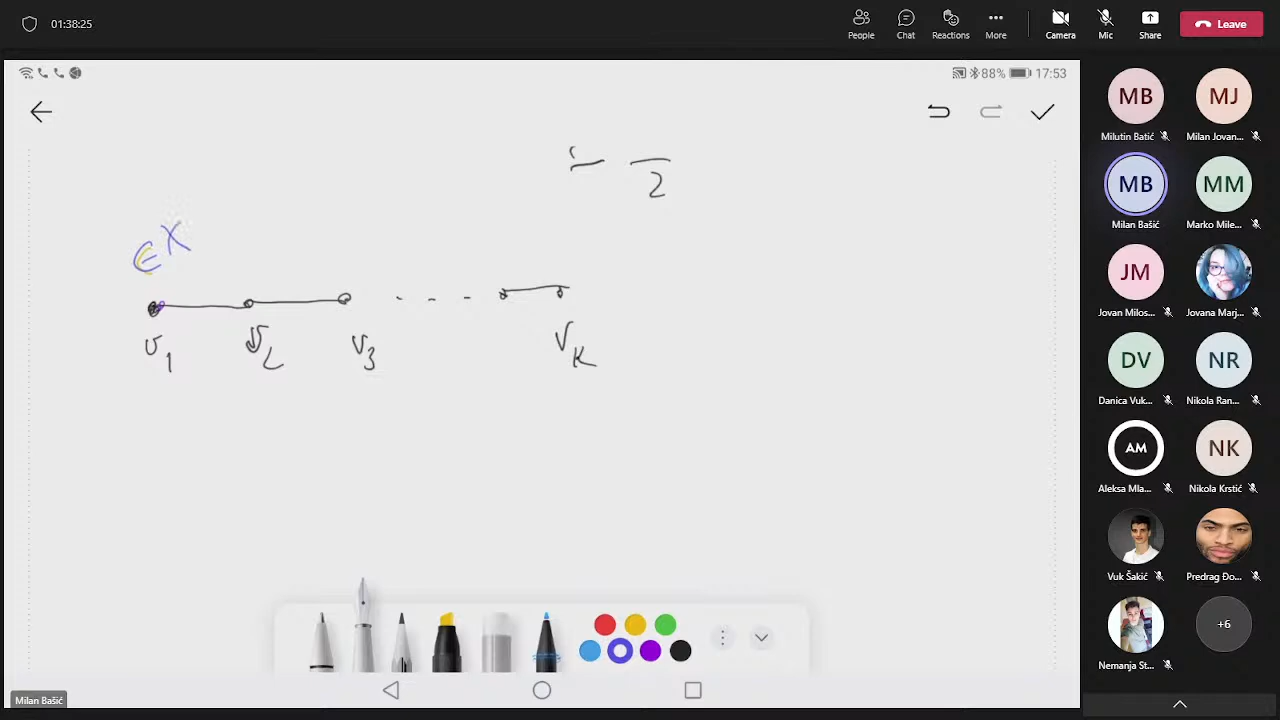 01:38:25
People
Chat
Reactions
More
Camera
Mic
Share
Leave
88%
17:53
2
∈ X
v1
v2
v3
vk
MB
Milutin Batić
MJ
Milan Jovan...
MB
Milan Bašić
MM
Marko Mile...
JM
Jovan Milos...
Jovana Marj...
DV
Danica Vuk...
NR
Nikola Ran...
AM
Aleksa Mla...
NK
Nikola Krstić
Vuk Šakić
Predrag Đo...
Nemanja St...
+6
Milan Bašić